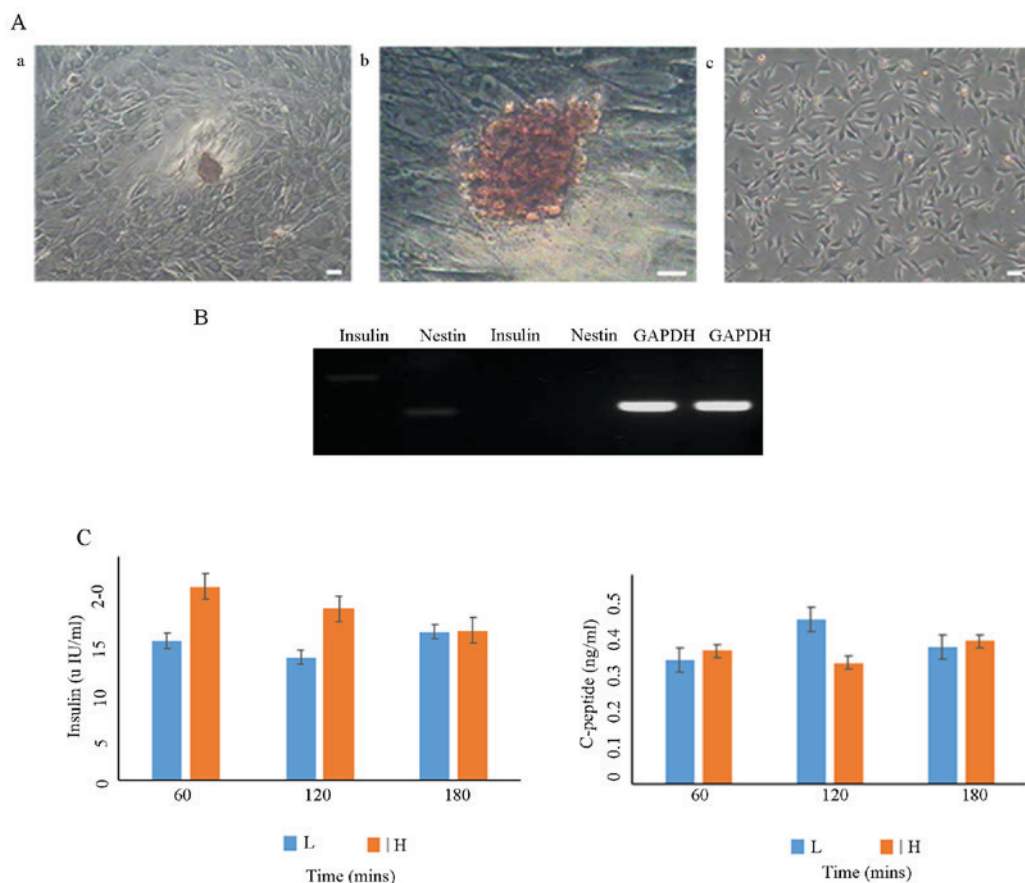 A
a
b
c
B
Insulin Nestin Insulin Nestin GAPDH GAPDH
C
Insulin (u IU/ml)
2-0
15
10
5
0
60 120 180
L | H
Time (mins)
C-peptide (ng/ml)
0.5
0.4
0.3
0.2
0.1
0
60 120 180
L | H
Time (mins)